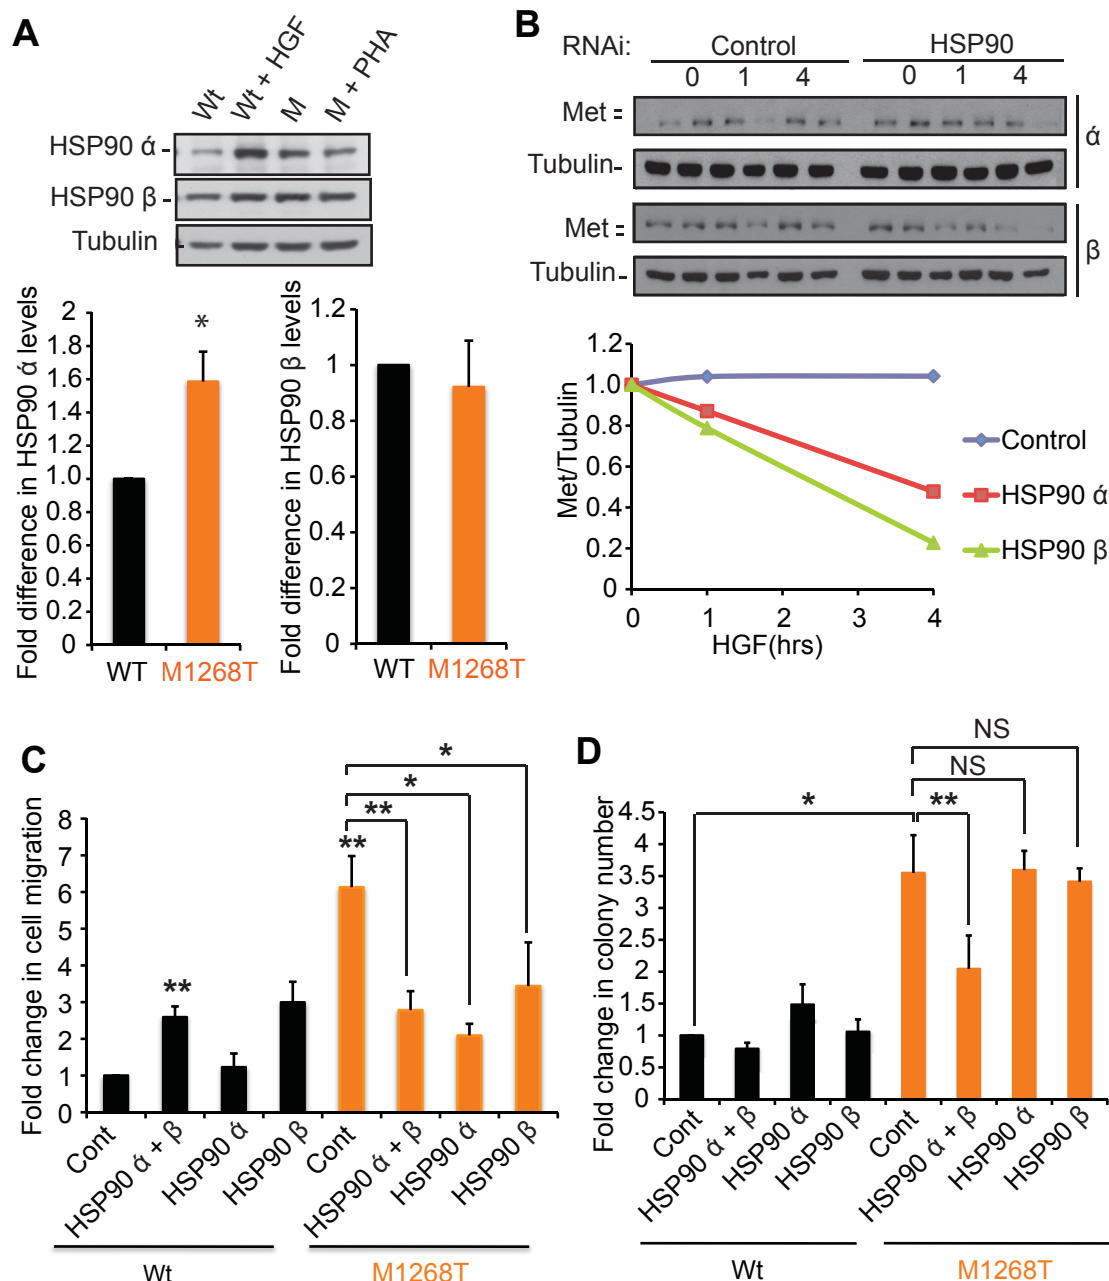 A
Wt
Wt + HGF
M
M + PHA
HSP90 ά
HSP90 β
Tubulin
Fold difference in HSP90 ά levels
2
1.8
1.6
1.4
1.2
1.0
0.8
0.6
0.4
0.2
0
*
WT
M1268T
Fold difference in HSP90 β levels
1.2
1
0.8
0.6
0.4
0.2
0
WT
M1268T
B
RNAi:
Control
HSP90
0 1 4 0 1 4
Met
Tubulin
ά
Met
Tubulin
β
Met/Tubulin
1.2
1.0
0.8
0.6
0.4
0.2
0
0 1 2 3 4
HGF(hrs)
Control
HSP90 ά
HSP90 β
C
Fold change in cell migration
8
7
6
5
4
3
2
1
0
**
**
**
*
*
Cont
HSP90 ά + β
HSP90 ά
HSP90 β
Cont
HSP90 ά + β
HSP90 ά
HSP90 β
Wt
M1268T
D
Fold change in colony number
4.5
4
3.5
3
2.5
2
1.5
1
0.5
0
*
**
NS
NS
Cont
HSP90 ά + β
HSP90 ά
HSP90 β
Cont
HSP90 ά + β
HSP90 ά
HSP90 β
Wt
M1268T